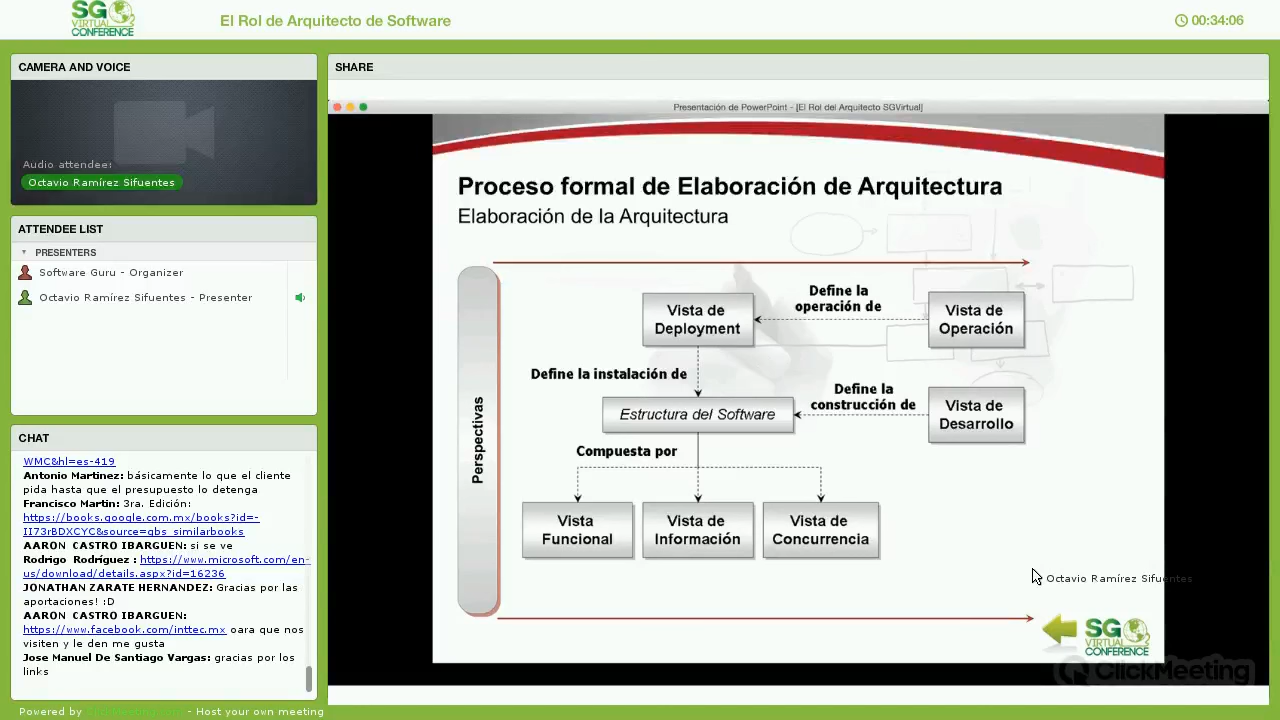 SG
VIRTUAL
CONFERENCE
El Rol de Arquitecto de Software
00:34:06
CAMERA AND VOICE
Audio attendee:
Octavio Ramírez Sifuentes
ATTENDEE LIST
PRESENTERS
Software Guru - Organizer
Octavio Ramírez Sifuentes - Presenter
CHAT
WMC&hl=es-419
Antonio Martinez: básicamente lo que el cliente
pida hasta que el presupuesto lo detenga
Francisco Martin: 3ra. Edición:
https://books.google.com.mx/books?id=-
II73rBDXCYC&source=gbs_similarbooks
AARON CASTRO IBARGUEN: si se ve
Rodrigo Rodríguez : https://www.microsoft.com/en-
us/download/details.aspx?id=16236
JONATHAN ZARATE HERNANDEZ: Gracias por las
aportaciones! :D
AARON CASTRO IBARGUEN:
https://www.facebook.com/inttec.mx oara que nos
visiten y le den me gusta
Jose Manuel De Santiago Vargas: gracias por los
links
Powered by ClickMeeting.com - Host your own meeting
SHARE
Presentación de PowerPoint - [El Rol del Arquitecto SGVirtual]
Proceso formal de Elaboración de Arquitectura
Elaboración de la Arquitectura
Perspectivas
Vista de
Deployment
Define la
operación de
Vista de
Operación
Define la instalación de
Estructura del Software
Define la
construcción de
Vista de
Desarrollo
Compuesta por
Vista
Funcional
Vista de
Información
Vista de
Concurrencia
Octavio Ramírez Sifuentes
SG
VIRTUAL
CONFERENCE
ClickMeeting